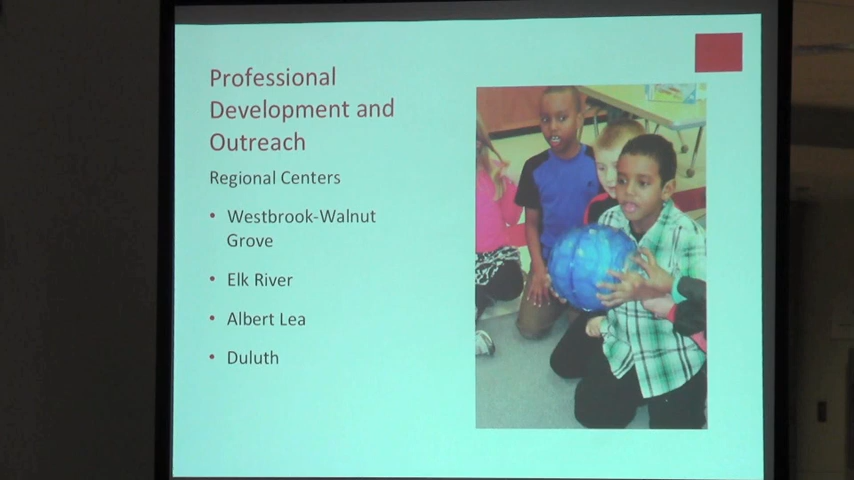 Professional
Development and
Outreach
Regional Centers
• Westbrook-Walnut
Grove
• Elk River
• Albert Lea
• Duluth